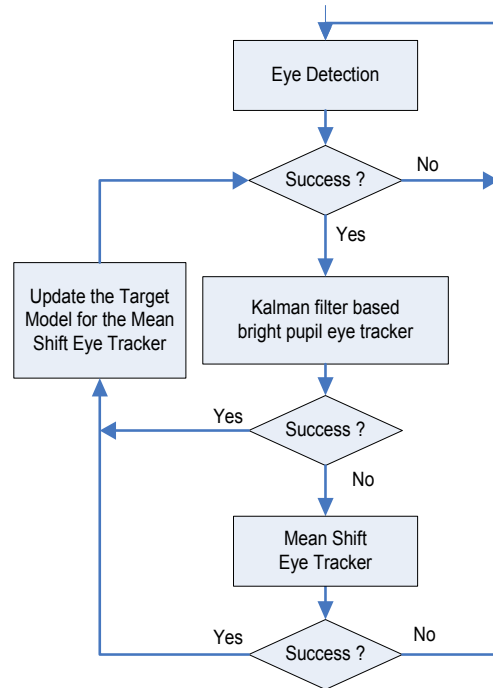 Eye Detection
Success ?
No
Yes
Update the Target
Model for the Mean
Shift Eye Tracker
Kalman filter based
bright pupil eye tracker
Yes
Success ?
No
Mean Shift
Eye Tracker
Yes
Success ?
No